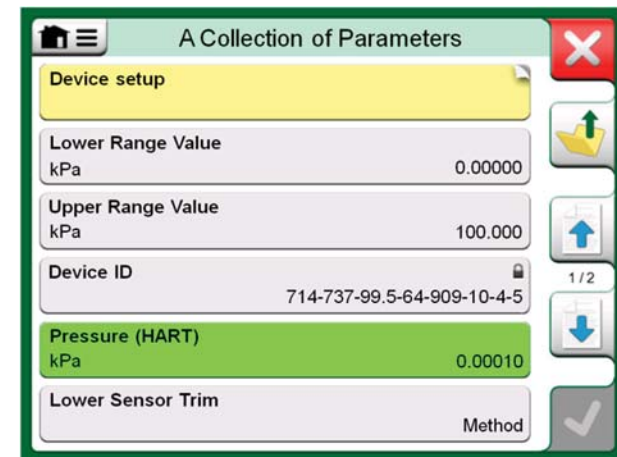 A Collection of Parameters
Device setup
Lower Range Value
kPa 0.00000
Upper Range Value
kPa 100.000
1/2
Device ID
714-737-99.5-64-909-10-4-5
Pressure (HART)
kPa 0.00010
Lower Sensor Trim
Method